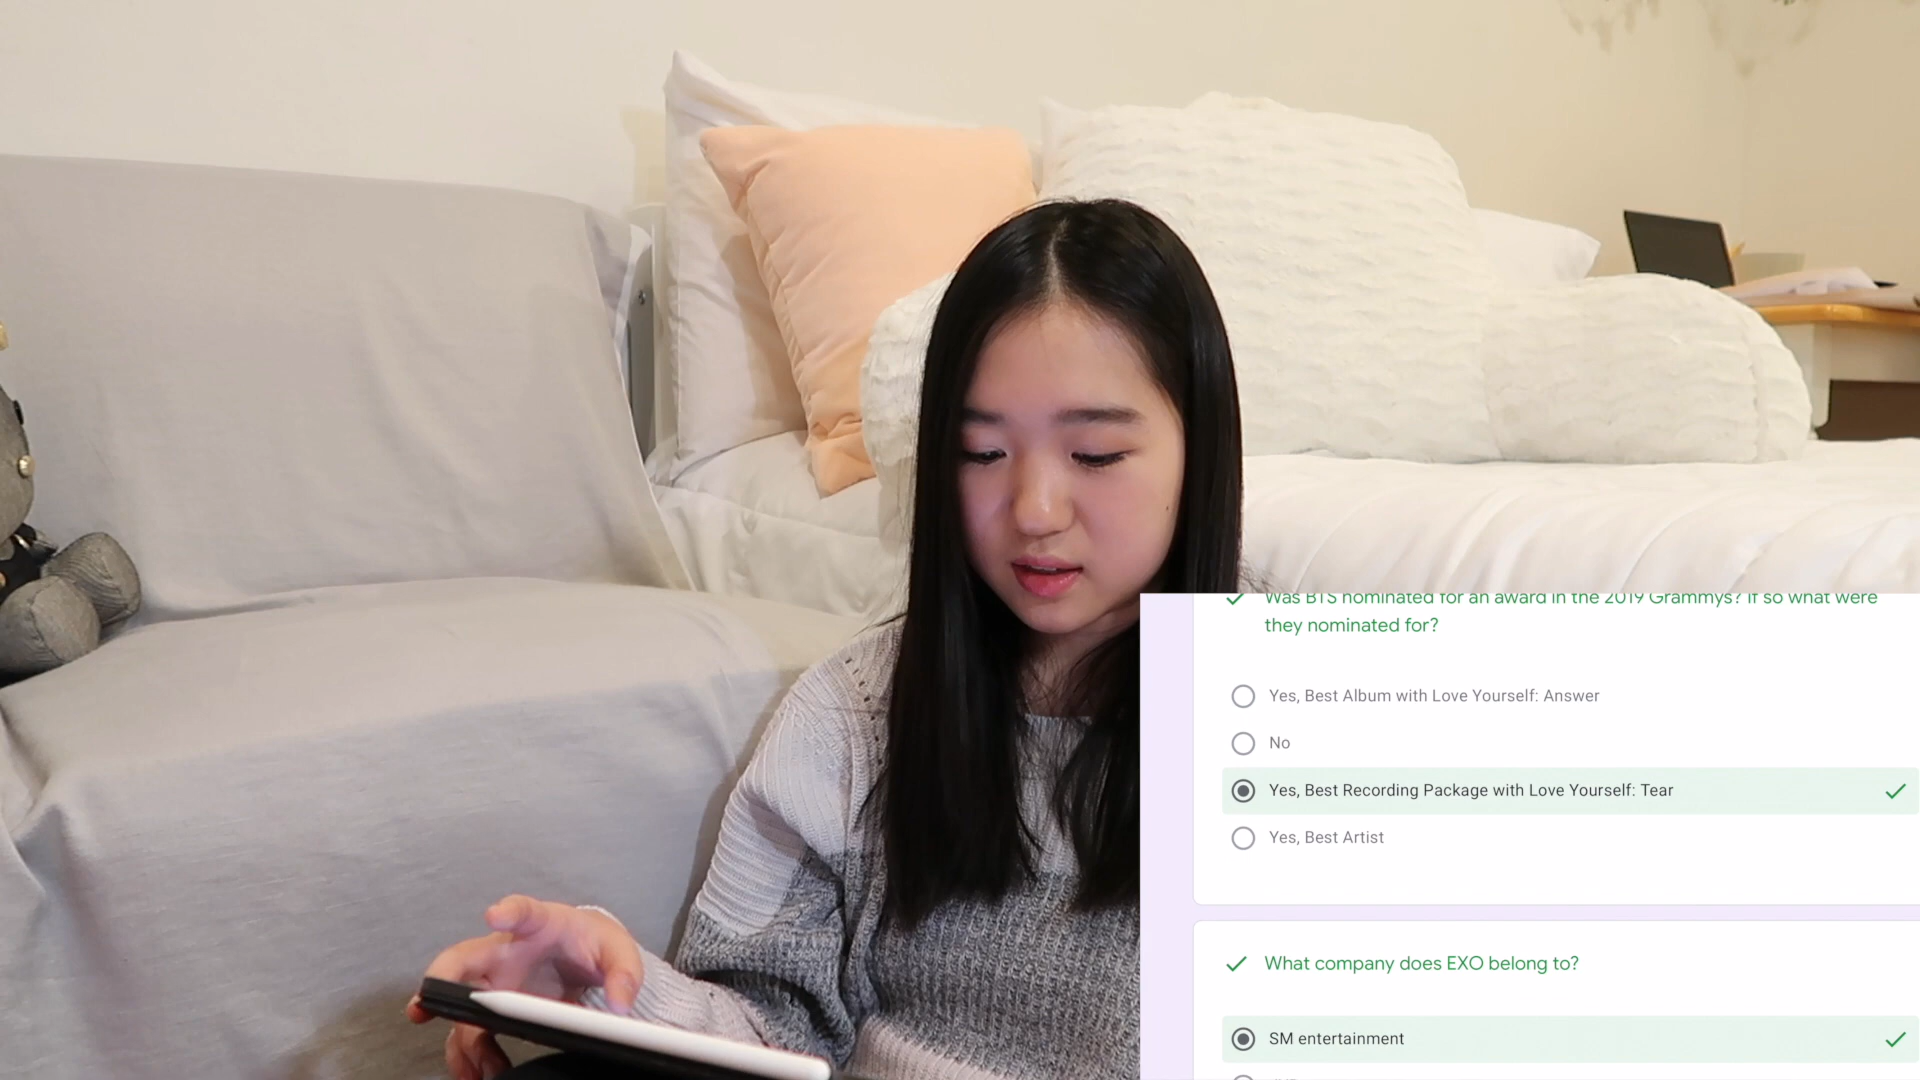 Was BTS nominated for an award in the 2019 Grammys? If so what were
they nominated for?
Yes, Best Album with Love Yourself: Answer
No
Yes, Best Recording Package with Love Yourself: Tear
Yes, Best Artist
What company does EXO belong to?
SM entertainment